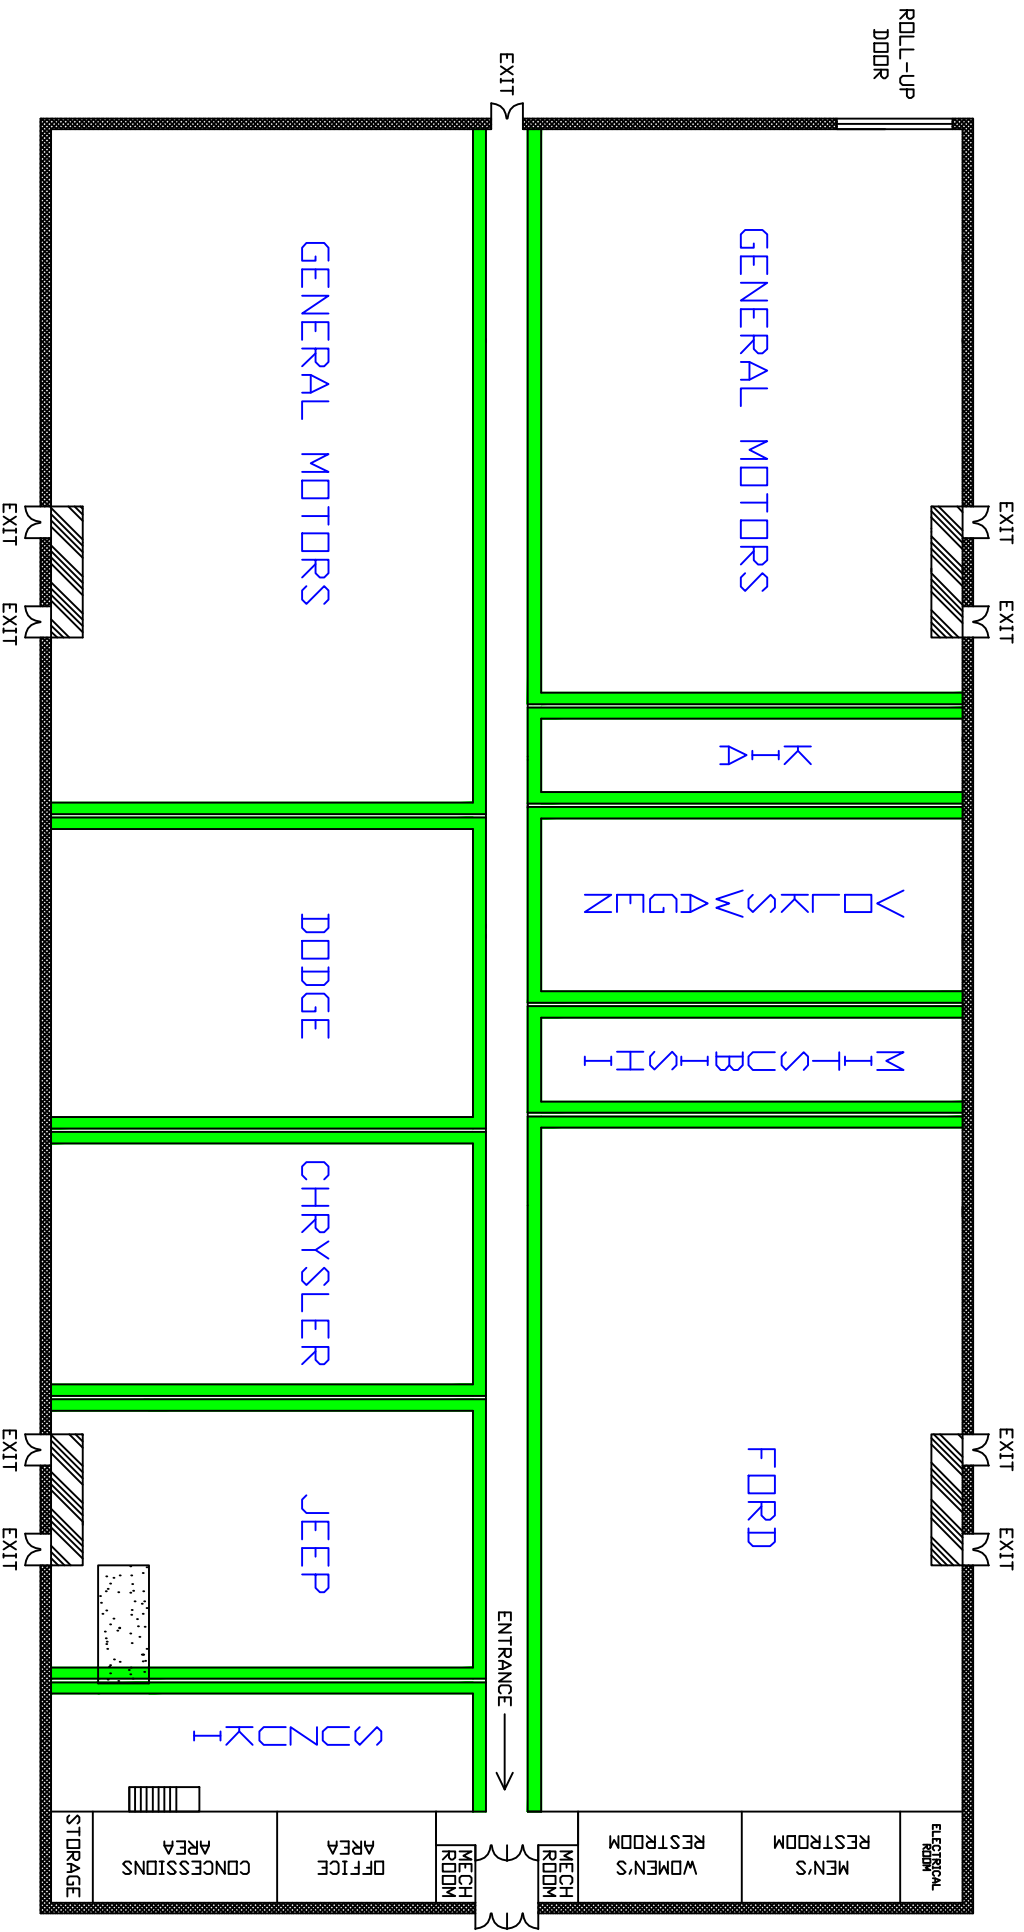 ROLL-UP
DOOR
EXIT
GENERAL MOTORS
GENERAL MOTORS
EXIT
EXIT
EXIT
EXIT
KIA
VOLKSWAGEN
DODGE
MITSUBISHI
CHRYSLER
FORD
JEEP
EXIT
EXIT
EXIT
EXIT
ENTRANCE
SUZUKI
STORAGE
CONCESSIONS
AREA
OFFICE
AREA
MECH
ROOM
MECH
ROOM
WOMEN'S
RESTROOM
MEN'S
RESTROOM
ELECTRICAL
ROOM